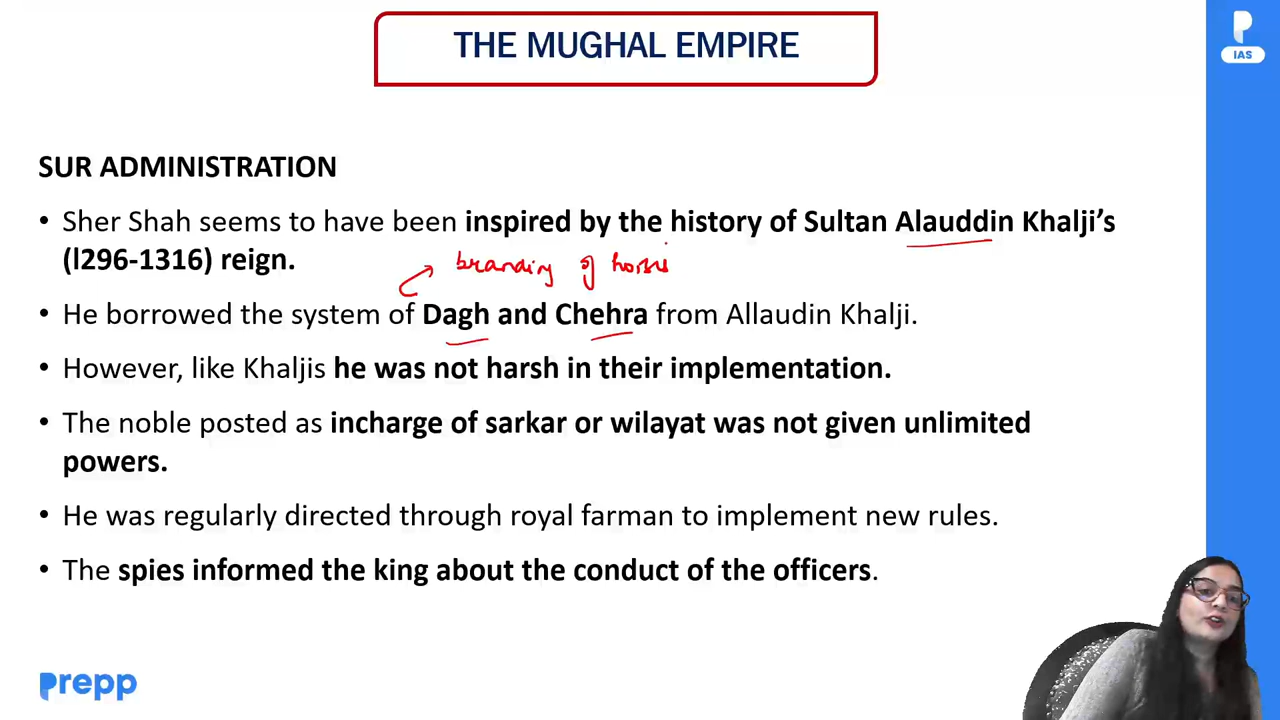 THE MUGHAL EMPIRE
IAS
SUR ADMINISTRATION
• Sher Shah seems to have been inspired by the history of Sultan Alauddin Khalji’s
(l296-1316) reign.
branding of horses
• He borrowed the system of Dagh and Chehra from Allaudin Khalji.
• However, like Khaljis he was not harsh in their implementation.
• The noble posted as incharge of sarkar or wilayat was not given unlimited
powers.
• He was regularly directed through royal farman to implement new rules.
• The spies informed the king about the conduct of the officers.
prepp